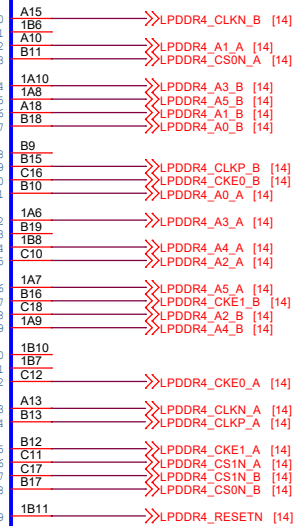 A15 LPDDR4_CLKN_B [14]
1B6
A10 LPDDR4_A1_A [14]
B11 LPDDR4_CS0N_A [14]
1A10 LPDDR4_A3_B [14]
1A8 LPDDR4_A5_B [14]
A18 LPDDR4_A1_B [14]
B18 LPDDR4_A0_B [14]
B9
B15 LPDDR4_CLKP_B [14]
C16 LPDDR4_CKE0_B [14]
B10 LPDDR4_A0_A [14]
1A6 LPDDR4_A3_A [14]
B19
1B8 LPDDR4_A4_A [14]
C10 LPDDR4_A2_A [14]
1A7 LPDDR4_A5_A [14]
B16 LPDDR4_CKE1_B [14]
C18 LPDDR4_A2_B [14]
1A9 LPDDR4_A4_B [14]
1B10
1B7
C12 LPDDR4_CKE0_A [14]
A13 LPDDR4_CLKN_A [14]
B13 LPDDR4_CLKP_A [14]
B12 LPDDR4_CKE1_A [14]
C11 LPDDR4_CS1N_A [14]
C17 LPDDR4_CS1N_B [14]
B17 LPDDR4_CS0N_B [14]
1B11 LPDDR4_RESETN [14]